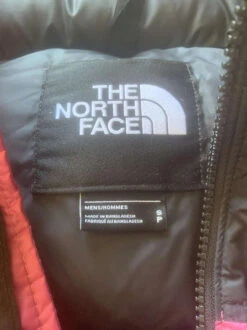 THE
NORTH
FACE
MEN/HOMMES
MADE IN BANGLADESH
FABRIQUÉ AU BANGLADESH
S
P